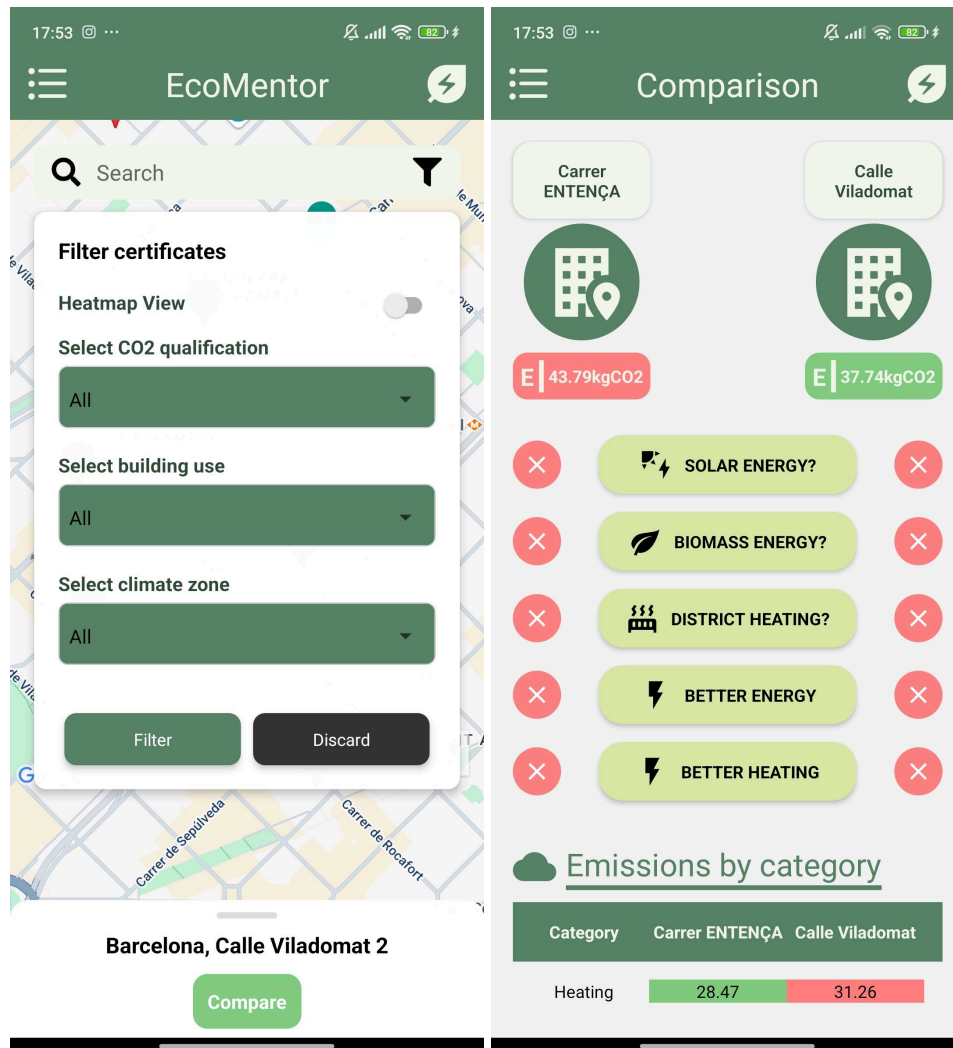 17:53
82
EcoMentor
Search
Filter certificates
Heatmap View
Select CO2 qualification
All
Select building use
All
Select climate zone
All
Filter
Discard
Carrer de Sepúlveda
Carrer de Rocafort
Barcelona, Calle Viladomat 2
Compare
17:53
82
Comparison
Carrer
ENTENÇA
Calle
Viladomat
E 43.79kgCO2
E 37.74kgCO2
SOLAR ENERGY?
BIOMASS ENERGY?
DISTRICT HEATING?
BETTER ENERGY
BETTER HEATING
Emissions by category
Category Carrer ENTENÇA Calle Viladomat
Heating 28.47 31.26